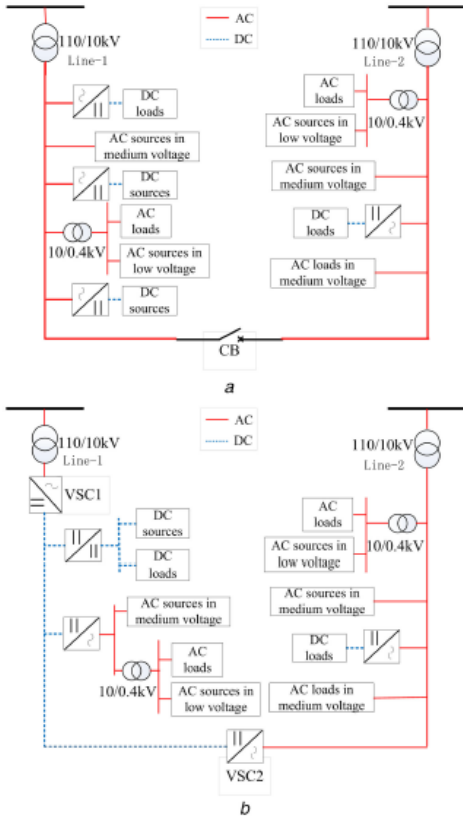 AC
DC
110/10kV
Line-1
DC
loads
AC sources in
medium voltage
DC
sources
AC
loads
10/0.4kV
AC sources in
low voltage
DC
sources
110/10kV
Line-2
AC
loads
AC sources in
low voltage
10/0.4kV
AC sources in
medium voltage
DC
loads
AC loads in
medium voltage
CB
a
AC
DC
110/10kV
Line-1
VSC1
DC
sources
DC
loads
AC sources in
medium voltage
AC
loads
10/0.4kV
AC sources in
low voltage
110/10kV
Line-2
AC
loads
AC sources in
low voltage
10/0.4kV
AC sources in
medium voltage
DC
loads
AC loads in
medium voltage
VSC2
b